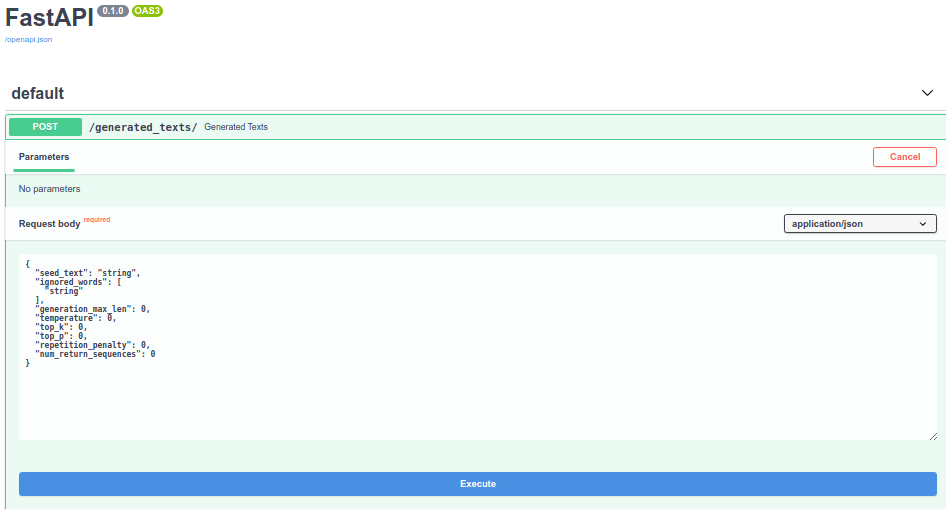 FastAPI 0.1.0 OAS3
/openapi.json
default
POST /generated_texts/ Generated Texts
Parameters Cancel
No parameters
Request body required application/json
{
  "seed_text": "string",
  "ignored_words": [
    "string"
  ],
  "generation_max_len": 0,
  "temperature": 0,
  "top_k": 0,
  "top_p": 0,
  "repetition_penalty": 0,
  "num_return_sequences": 0
}
Execute